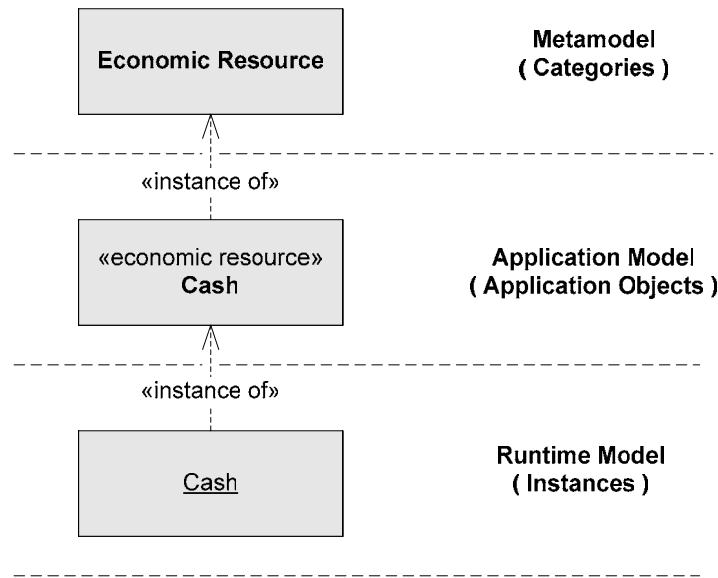 Economic Resource
Metamodel
( Categories )
«instance of»
«economic resource»
Cash
Application Model
( Application Objects )
«instance of»
Cash
Runtime Model
( Instances )